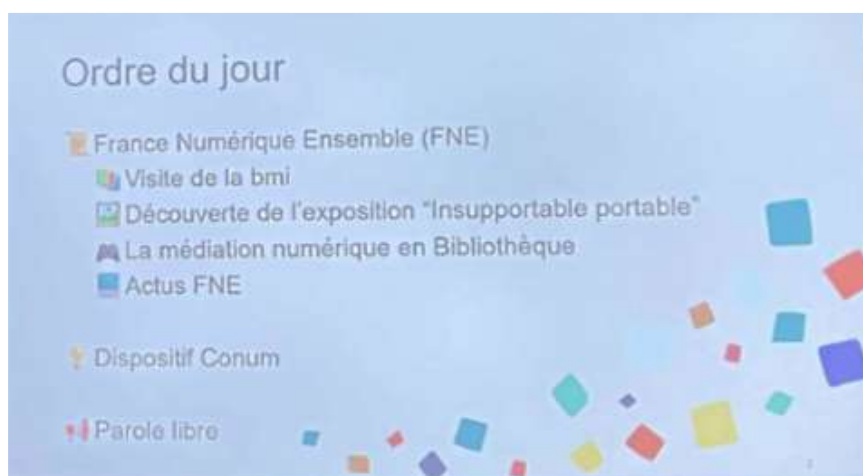 Ordre du jour
France Numérique Ensemble (FNE)
Visite de la bmi
Découverte de l'exposition "Insupportable portable"
La médiation numérique en Bibliothèque
Actus FNE
Dispositif Conum
Parole libre